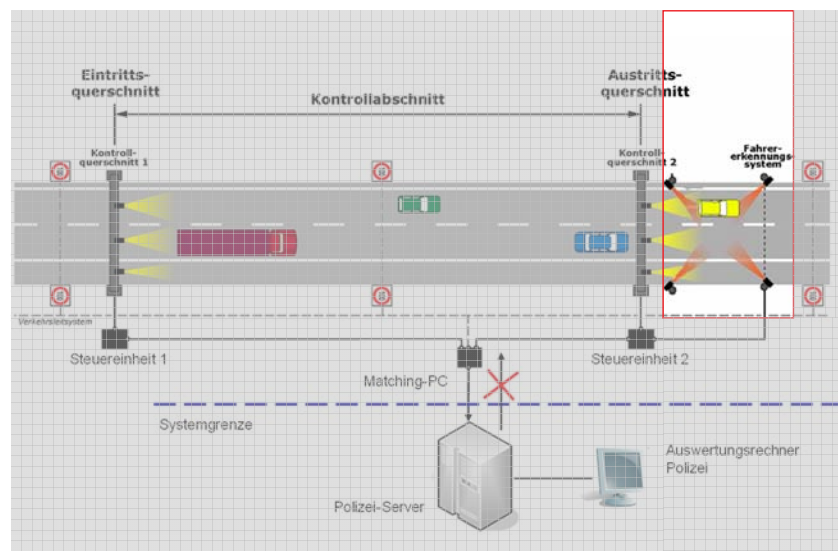 Eintritts-
querschnitt
Austritts-
querschnitt
Kontrollabschnitt
Kontroll-
querschnitt 1
Kontroll-
querschnitt 2
Fahrer-
erkennungs-
system
Verkehrsleitsystem
Steuereinheit 1
Steuereinheit 2
Matching-PC
Systemgrenze
Auswertungsrechner
Polizei
Polizei-Server